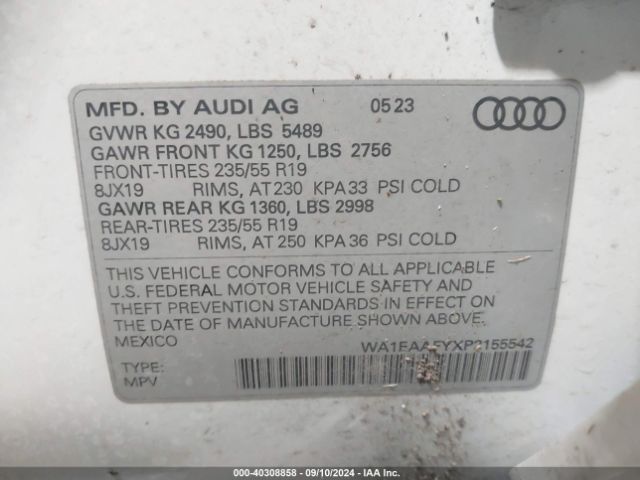 MFD. BY AUDI AG 05 23
GVWR KG 2490, LBS 5489
GAWR FRONT KG 1250, LBS 2756
FRONT-TIRES 235/55 R19
8JX19 RIMS, AT 230 KPA 33 PSI COLD
GAWR REAR KG 1360, LBS 2998
REAR-TIRES 235/55 R19
8JX19 RIMS, AT 250 KPA 36 PSI COLD
THIS VEHICLE CONFORMS TO ALL APPLICABLE
U.S. FEDERAL MOTOR VEHICLE SAFETY AND
THEFT PREVENTION STANDARDS IN EFFECT ON
THE DATE OF MANUFACTURE SHOWN ABOVE.
MEXICO
TYPE:
MPV
000-40308858 - 09/10/2024 - IAA Inc.